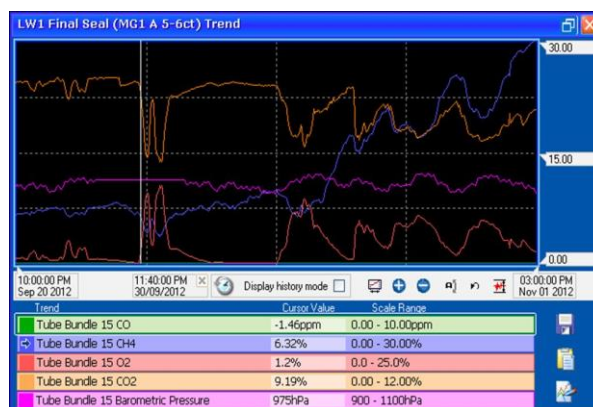 LW1 Final Seal (MG1 A 5-6ct) Trend
30.00
15.00
0.00
10:00:00 PM 11:40:00 PM Display history mode 03:00:00 PM
Sep 20 2012 30/09/2012 Nov 01 2012
Trend Cursor Value Scale Range
Tube Bundle 15 CO -1.46ppm 0.00 - 10.00ppm
Tube Bundle 15 CH4 6.32% 0.00 - 30.00%
Tube Bundle 15 O2 1.2% 0.0 - 25.0%
Tube Bundle 15 CO2 9.19% 0.00 - 12.00%
Tube Bundle 15 Barometric Pressure 975hPa 900 - 1100hPa